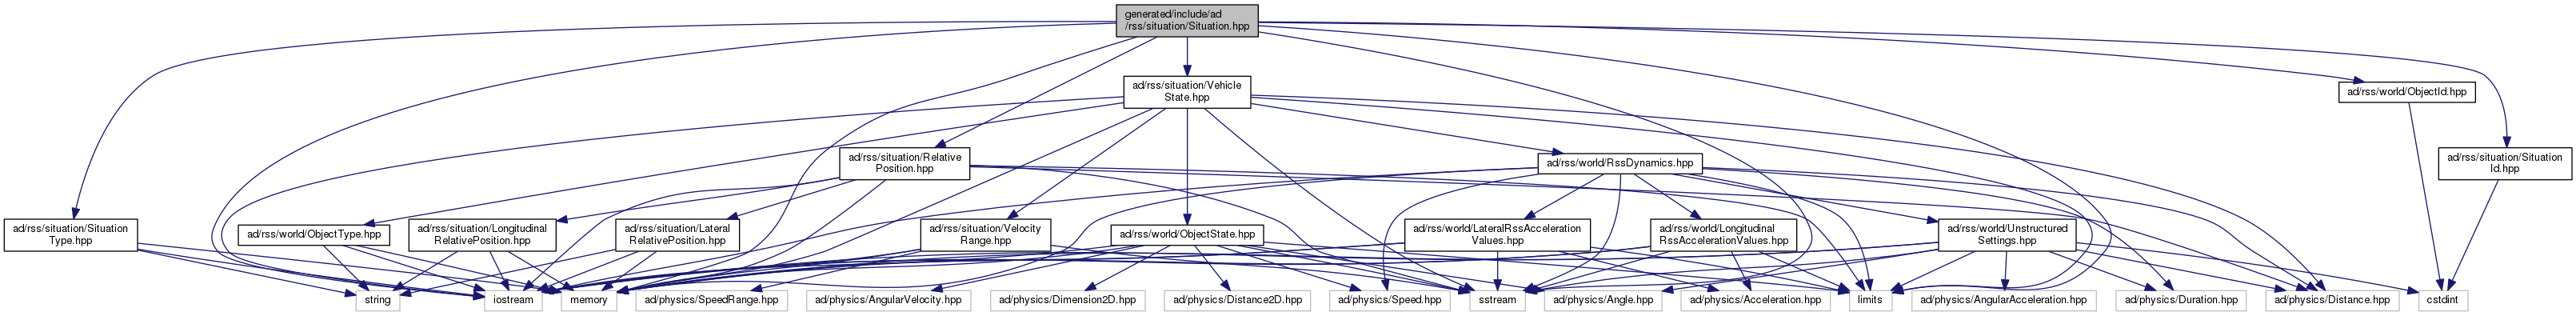 generated/include/ad
/rss/situation/Situation.hpp
ad/rss/situation/Vehicle
State.hpp
ad/rss/world/ObjectId.hpp
ad/rss/situation/Relative
Position.hpp
ad/rss/world/RssDynamics.hpp
ad/rss/situation/Situation
Id.hpp
ad/rss/situation/Situation
Type.hpp
ad/rss/world/ObjectType.hpp
ad/rss/situation/Longitudinal
RelativePosition.hpp
ad/rss/situation/Lateral
RelativePosition.hpp
ad/rss/situation/Velocity
Range.hpp
ad/rss/world/ObjectState.hpp
ad/rss/world/LateralRssAcceleration
Values.hpp
ad/rss/world/Longitudinal
RssAccelerationValues.hpp
ad/rss/world/Unstructured
Settings.hpp
string
iostream
memory
ad/physics/SpeedRange.hpp
ad/physics/AngularVelocity.hpp
ad/physics/Dimension2D.hpp
ad/physics/Distance2D.hpp
ad/physics/Speed.hpp
sstream
ad/physics/Angle.hpp
ad/physics/Acceleration.hpp
limits
ad/physics/AngularAcceleration.hpp
ad/physics/Duration.hpp
ad/physics/Distance.hpp
cstdint